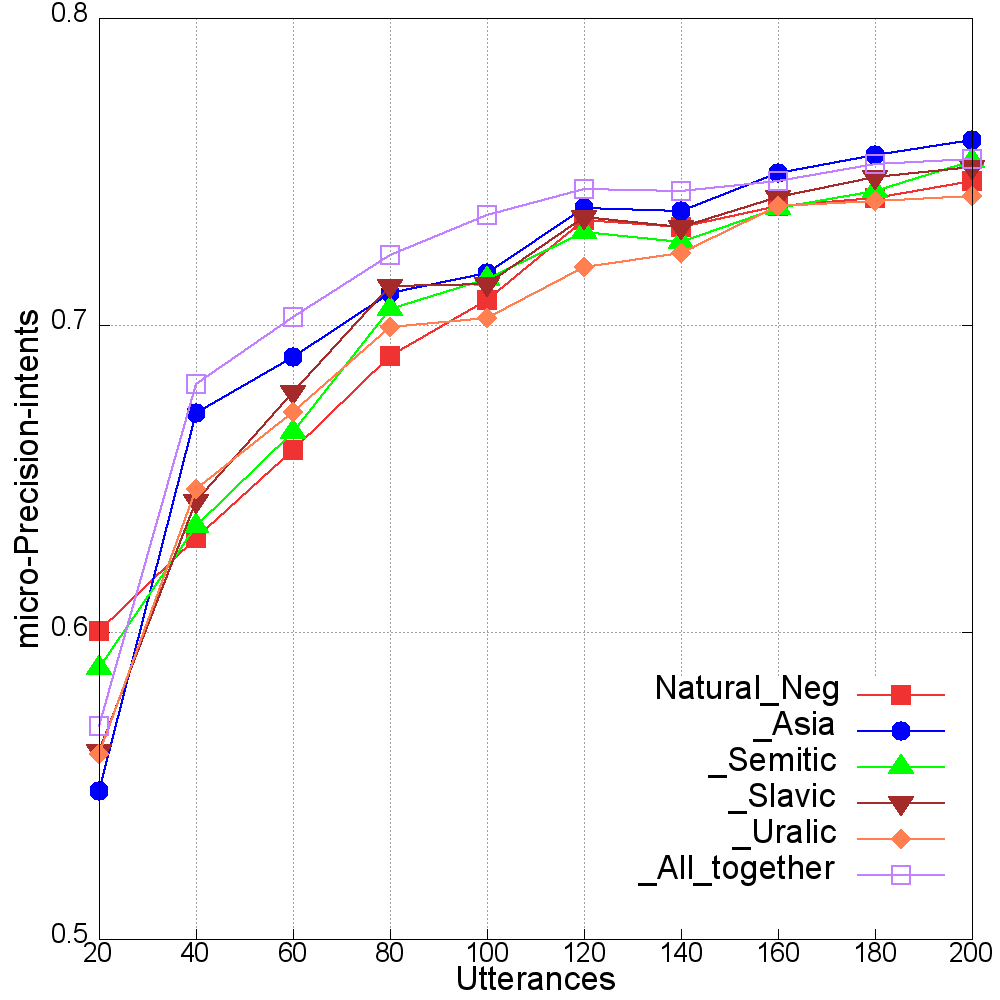 0.8
0.7
0.6
0.5
micro-Precision-intents
Natural_Neg
_Asia
_Semitic
_Slavic
_Uralic
_All_together
20 40 60 80 100 120 140 160 180 200
Utterances